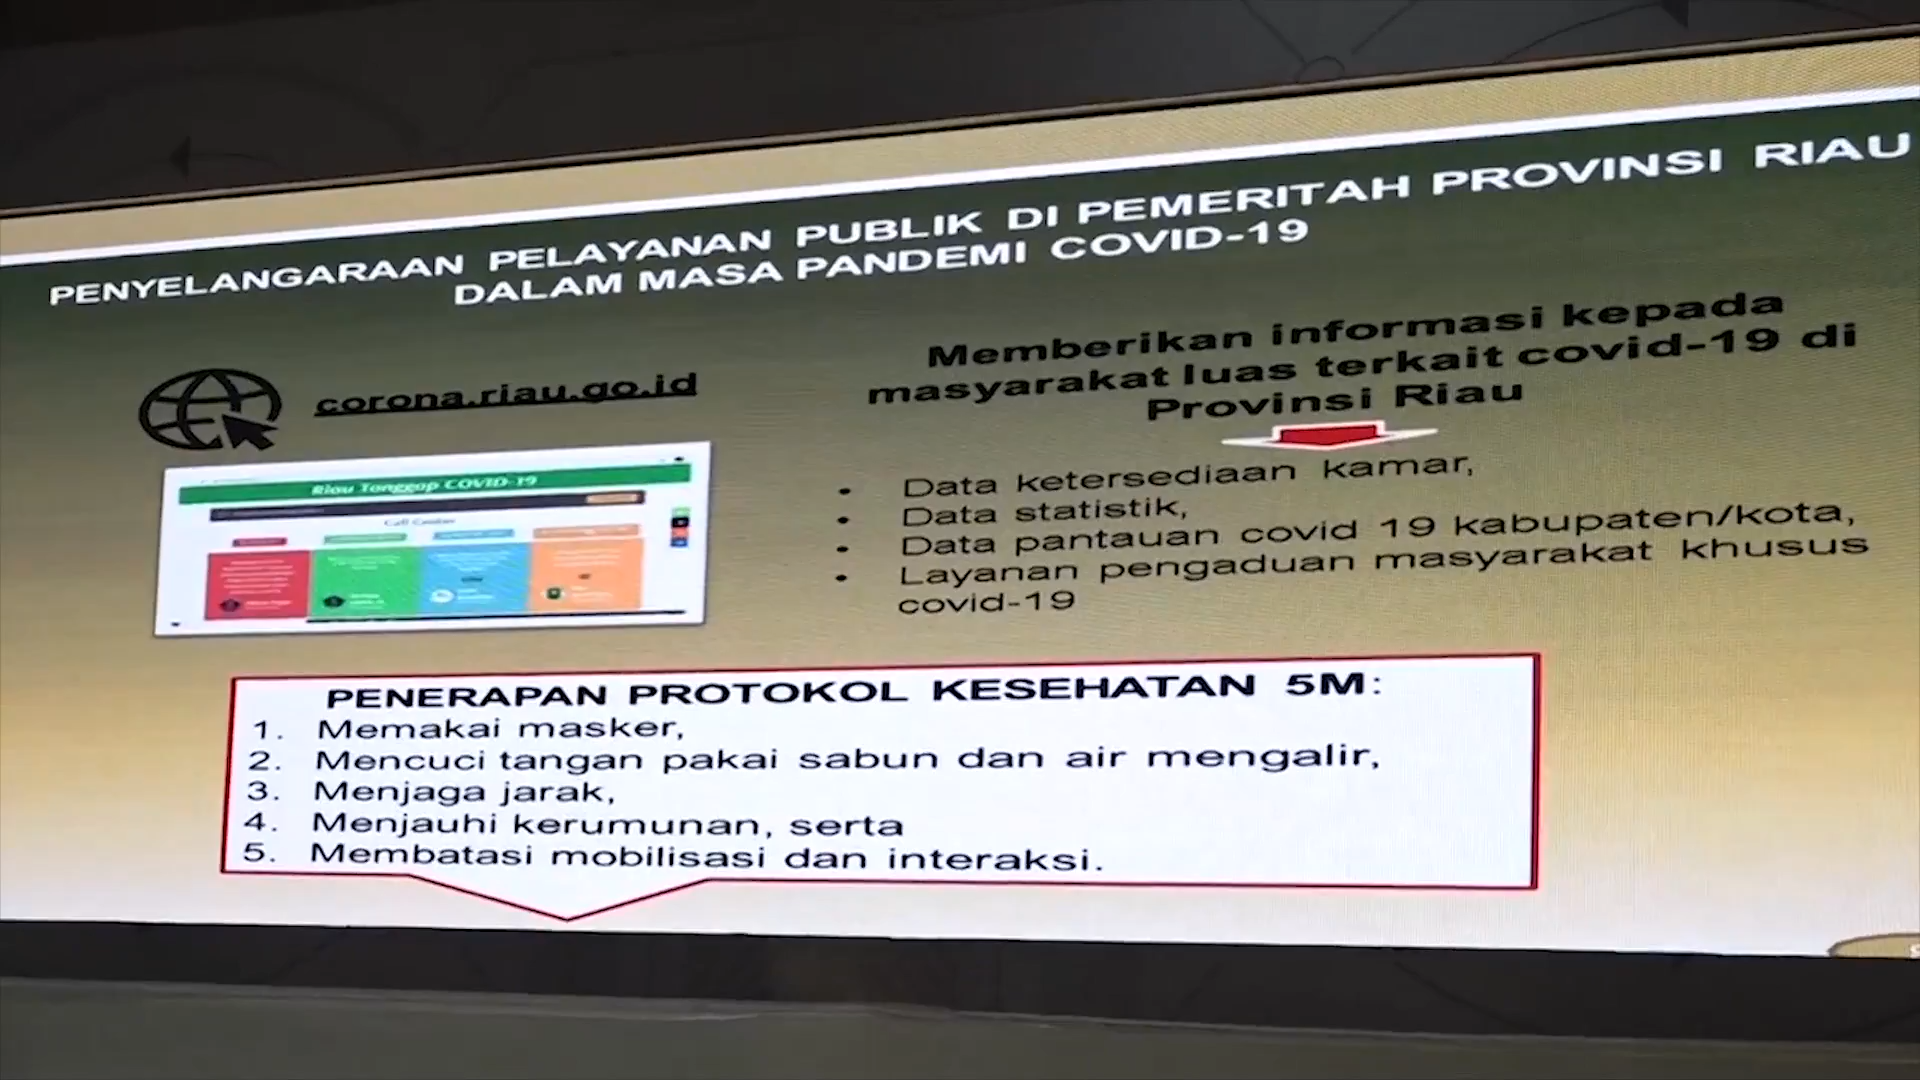 PENYELANGARAAN PELAYANAN PUBLIK DI PEMERITAH PROVINSI RIAU
DALAM MASA PANDEMI COVID-19
corona.riau.go.id
Riau Tanggap COVID-19
Call Center
Memberikan informasi kepada
masyarakat luas terkait covid-19 di
Provinsi Riau
• Data ketersediaan kamar,
• Data statistik,
• Data pantauan covid 19 kabupaten/kota,
• Layanan pengaduan masyarakat khusus
covid-19
PENERAPAN PROTOKOL KESEHATAN 5M:
1. Memakai masker,
2. Mencuci tangan pakai sabun dan air mengalir,
3. Menjaga jarak,
4. Menjauhi kerumunan, serta
5. Membatasi mobilisasi dan interaksi.